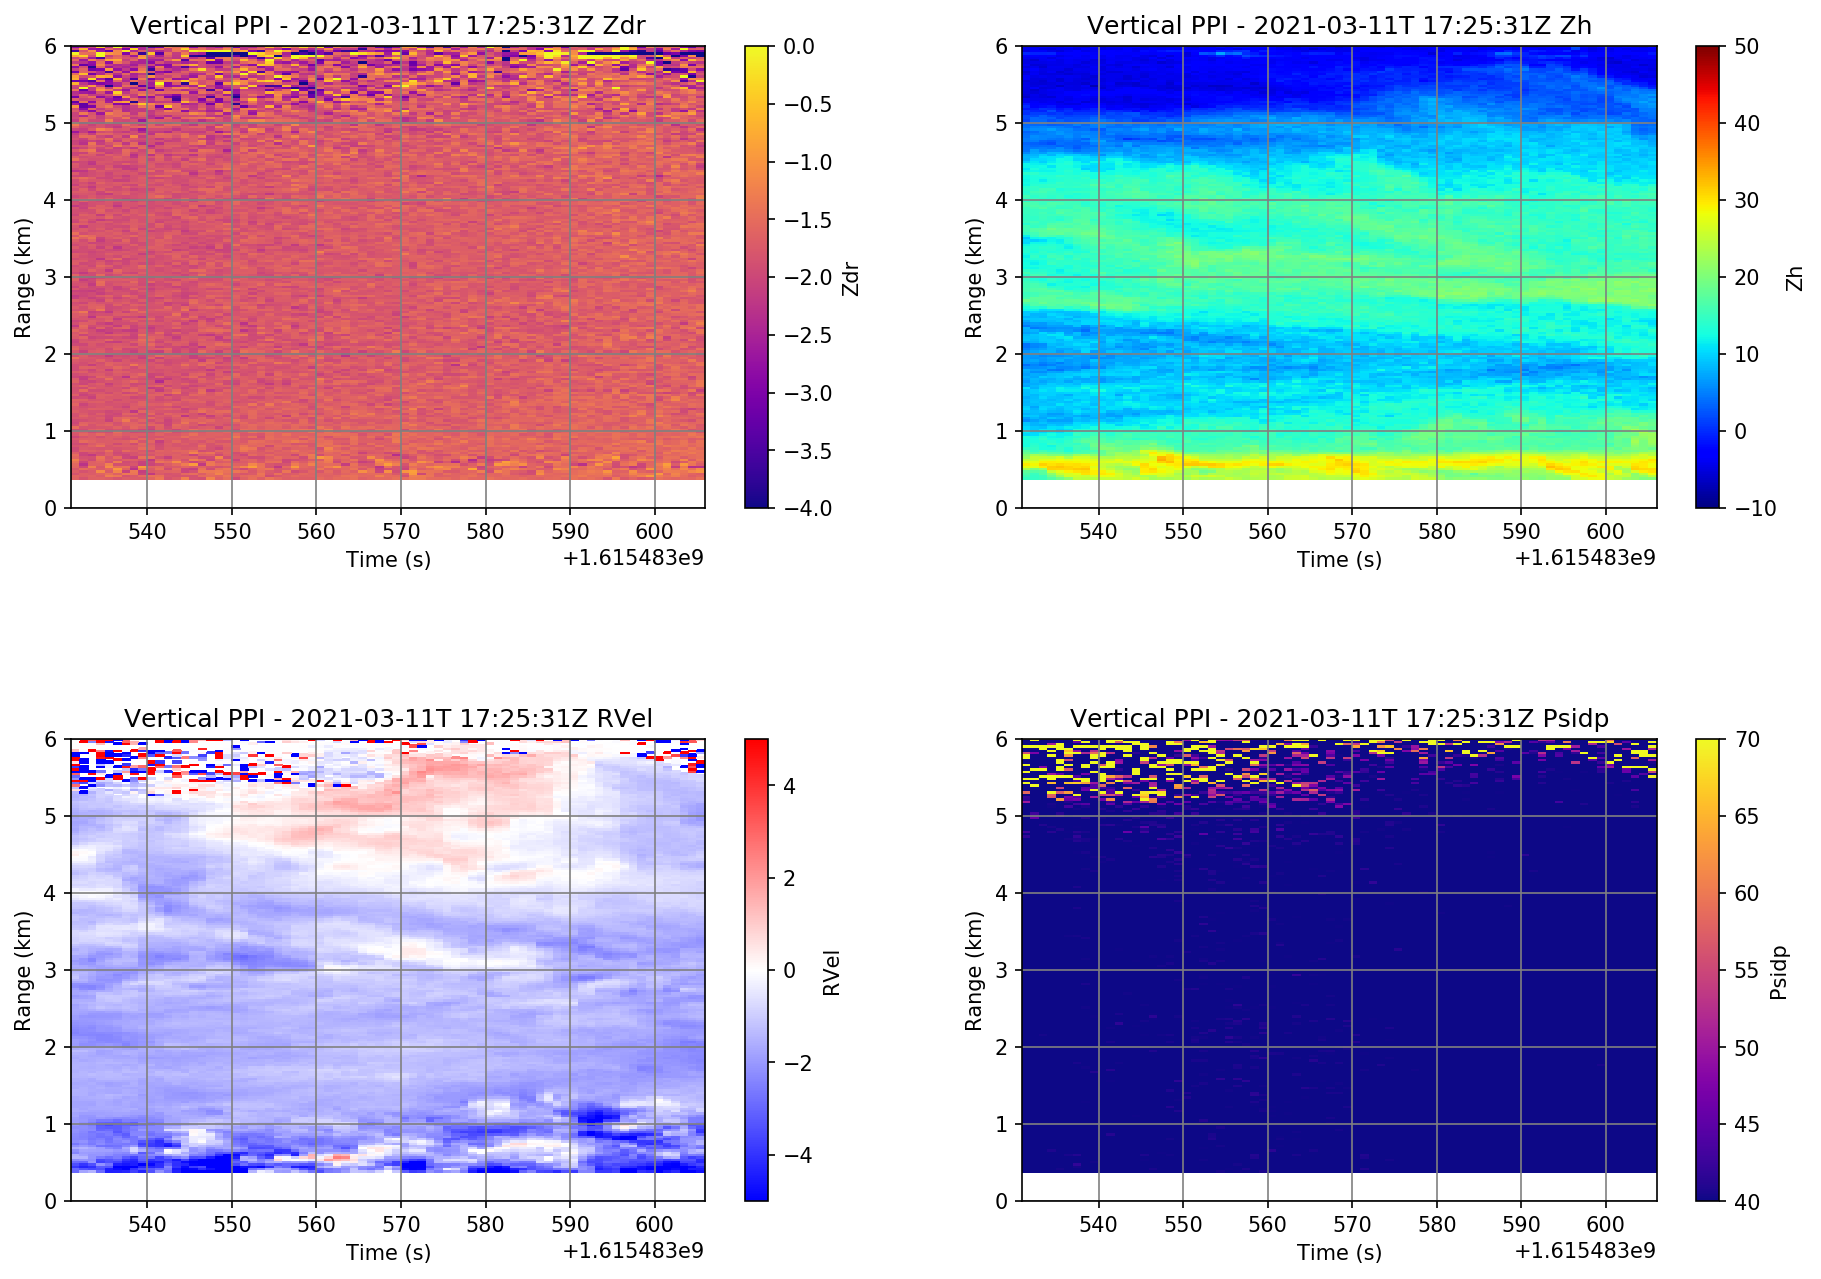 Vertical PPI - 2021-03-11T 17:25:31Z Zdr
6
5
4
3
2
1
0
Range (km)
540 550 560 570 580 590 600
Time (s)
+1.615483e9
0.0
−0.5
−1.0
−1.5
−2.0
−2.5
−3.0
−3.5
−4.0
Zdr
Vertical PPI - 2021-03-11T 17:25:31Z Zh
6
5
4
3
2
1
0
Range (km)
540 550 560 570 580 590 600
Time (s)
+1.615483e9
50
40
30
20
10
0
−10
Zh
Vertical PPI - 2021-03-11T 17:25:31Z RVel
6
5
4
3
2
1
0
Range (km)
540 550 560 570 580 590 600
Time (s)
+1.615483e9
4
2
0
−2
−4
RVel
Vertical PPI - 2021-03-11T 17:25:31Z Psidp
6
5
4
3
2
1
0
Range (km)
540 550 560 570 580 590 600
Time (s)
+1.615483e9
70
65
60
55
50
45
40
Psidp